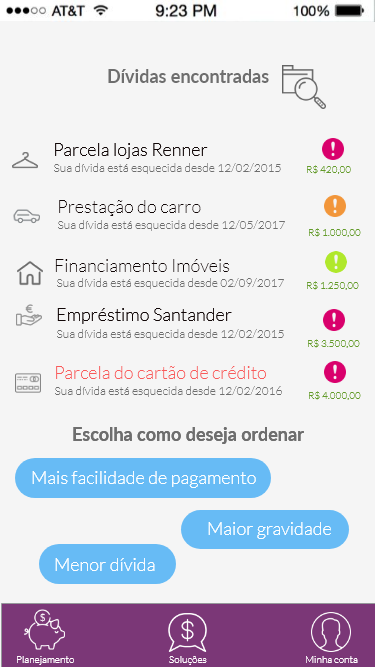 AT&T 9:23 PM 100%
Dívidas encontradas
Parcela lojas Renner
Sua dívida está esquecida desde 12/02/2015
R$ 420,00
Prestação do carro
Sua dívida está esquecida desde 12/05/2017
R$ 1.000,00
Financiamento Imóveis
Sua dívida está esquecida desde 02/09/2017
R$ 1.250,00
Empréstimo Santander
Sua dívida está esquecida desde 12/02/2015
R$ 3.500,00
Parcela do cartão de crédito
Sua dívida está esquecida desde 12/02/2016
R$ 4.000,00
Escolha como deseja ordenar
Mais facilidade de pagamento
Maior gravidade
Menor dívida
Planejamento Soluções Minha conta